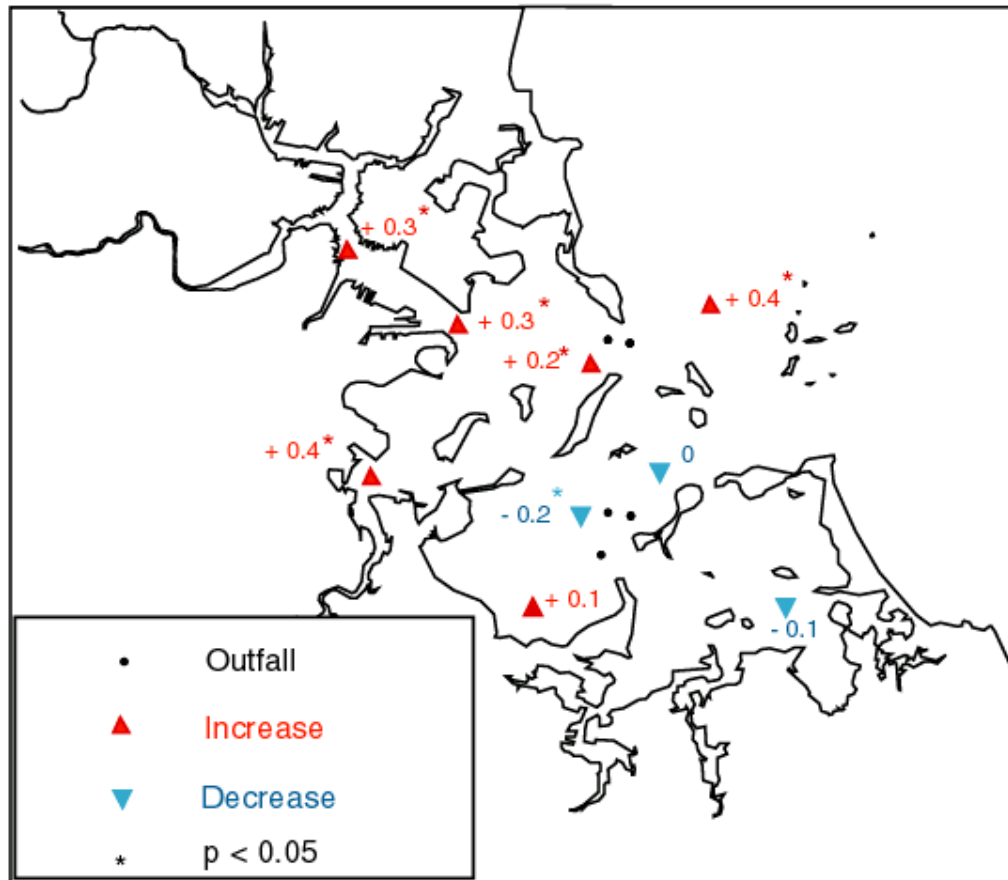 + 0.3*
+ 0.4*
+ 0.3*
+ 0.2*
+ 0.4*
0
- 0.2*
+ 0.1
- 0.1
Outfall
Increase
Decrease
* p < 0.05